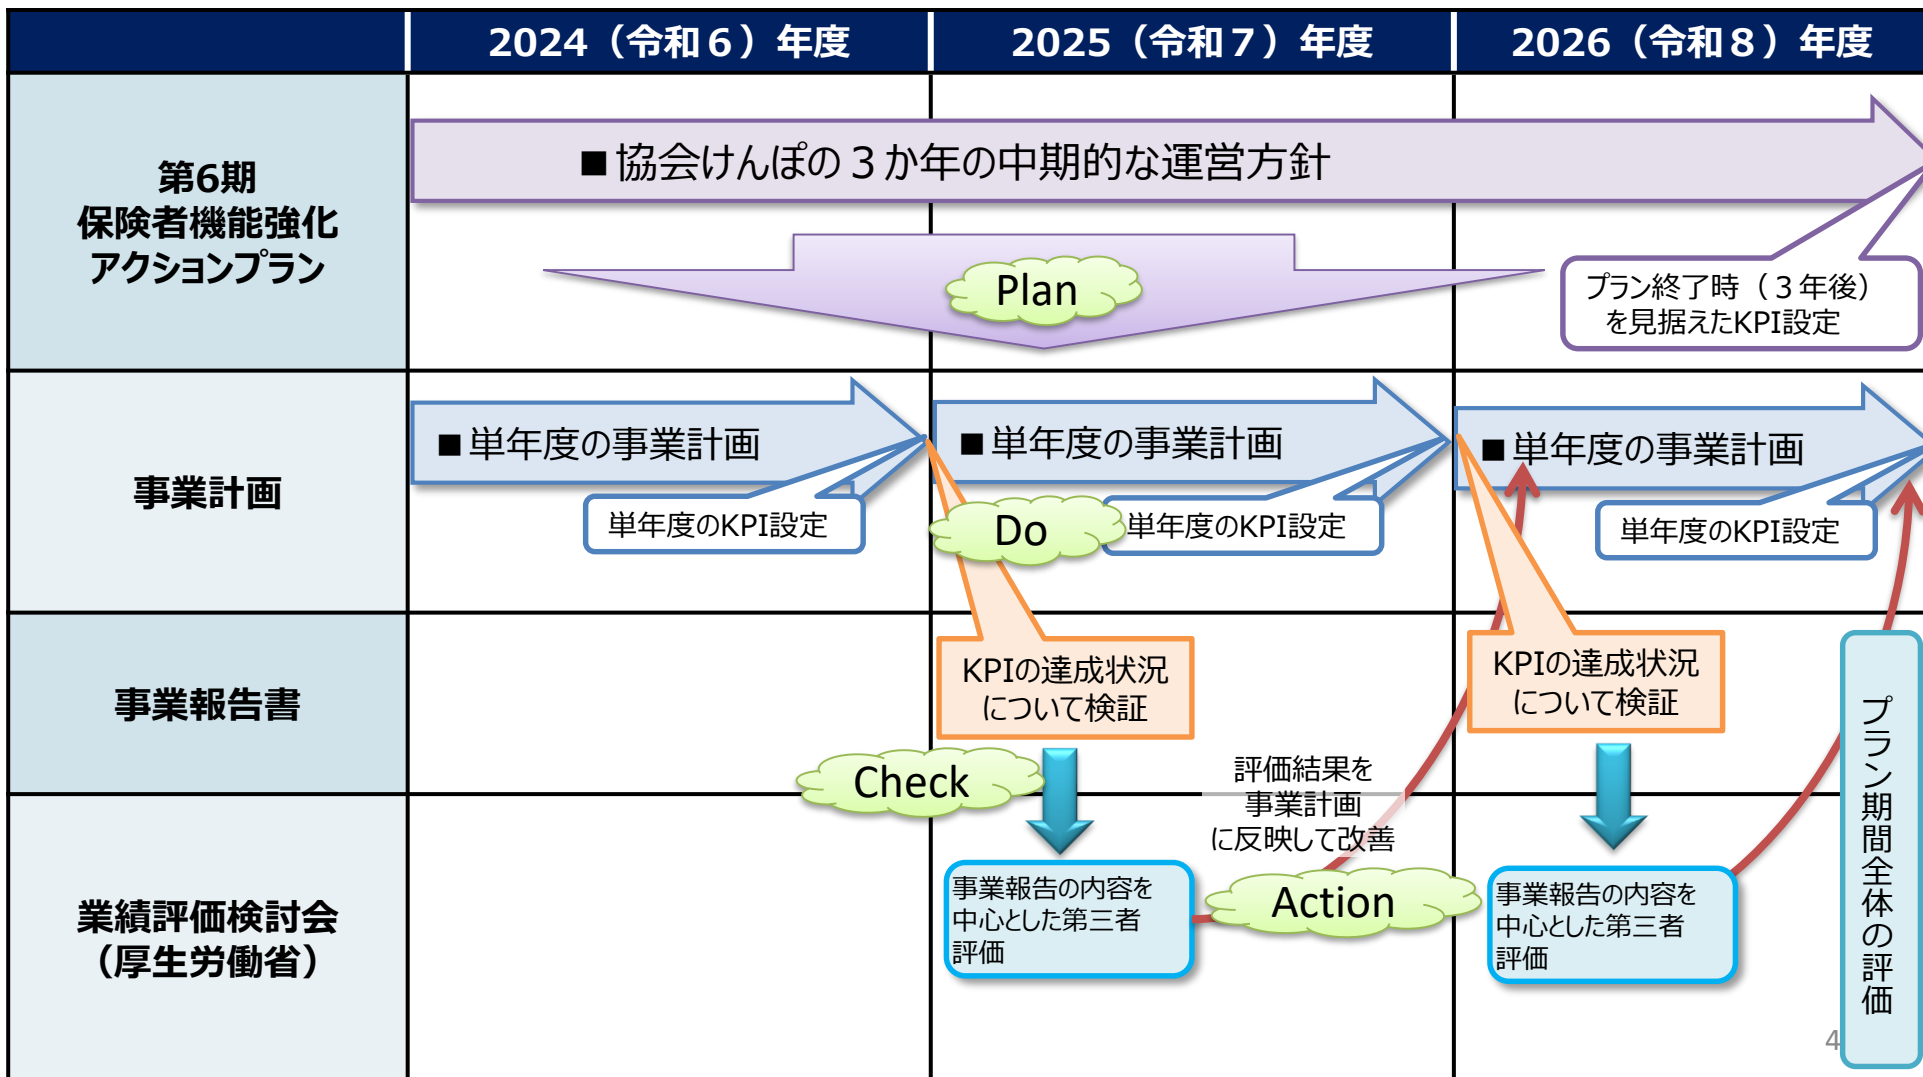 2024（令和６）年度
2025（令和７）年度
2026（令和８）年度
第6期
保険者機能強化
アクションプラン
■協会けんぽの３か年の中期的な運営方針
Plan
プラン終了時（３年後）
を見据えたKPI設定
事業計画
■単年度の事業計画
単年度のKPI設定
■単年度の事業計画
Do
単年度のKPI設定
■単年度の事業計画
単年度のKPI設定
事業報告書
KPIの達成状況
について検証
KPIの達成状況
について検証
Check
評価結果を
事業計画
に反映して改善
プラン期間全体の評価
業績評価検討会
（厚生労働省）
事業報告の内容を
中心とした第三者
評価
Action
事業報告の内容を
中心とした第三者
評価
4